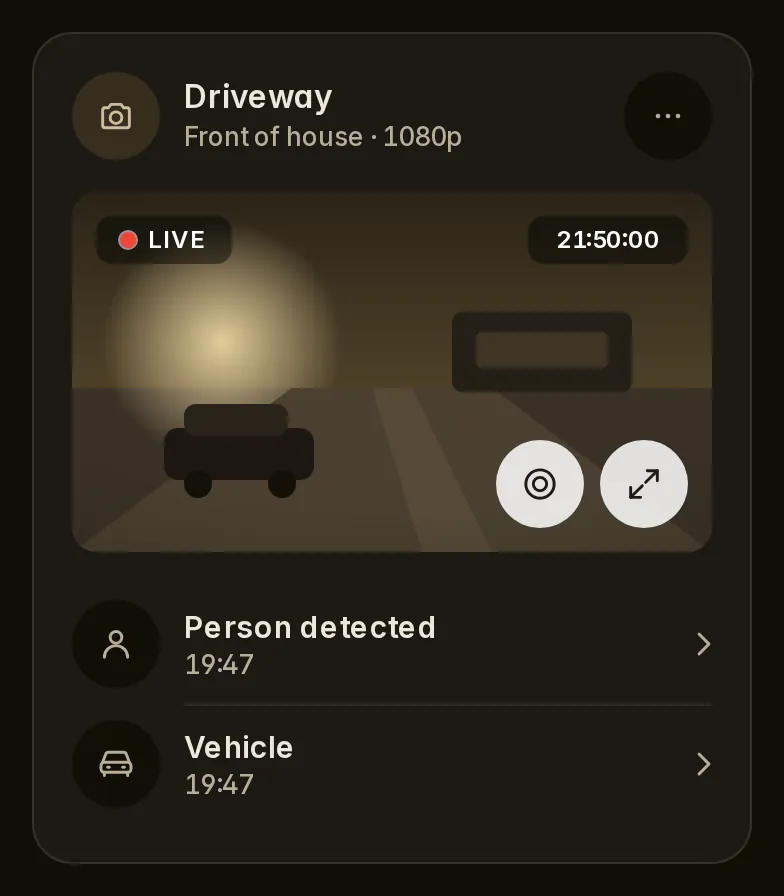 Driveway
Front of house · 1080p
LIVE
21:50:00
Person detected
19:47
Vehicle
19:47